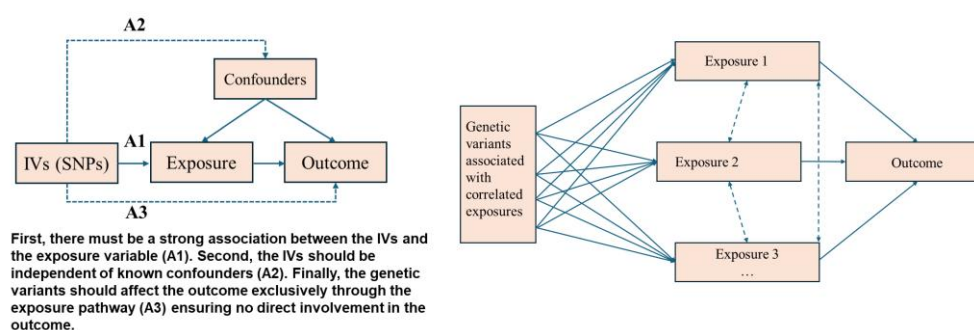 A2
Confounders
A1
IVs (SNPs)
Exposure
Outcome
A3
First, there must be a strong association between the IVs and
the exposure variable (A1). Second, the IVs should be
independent of known confounders (A2). Finally, the genetic
variants should affect the outcome exclusively through the
exposure pathway (A3) ensuring no direct involvement in the
outcome.
Genetic
variants
associated
with
correlated
exposures
Exposure 1
Exposure 2
Exposure 3
…
Outcome